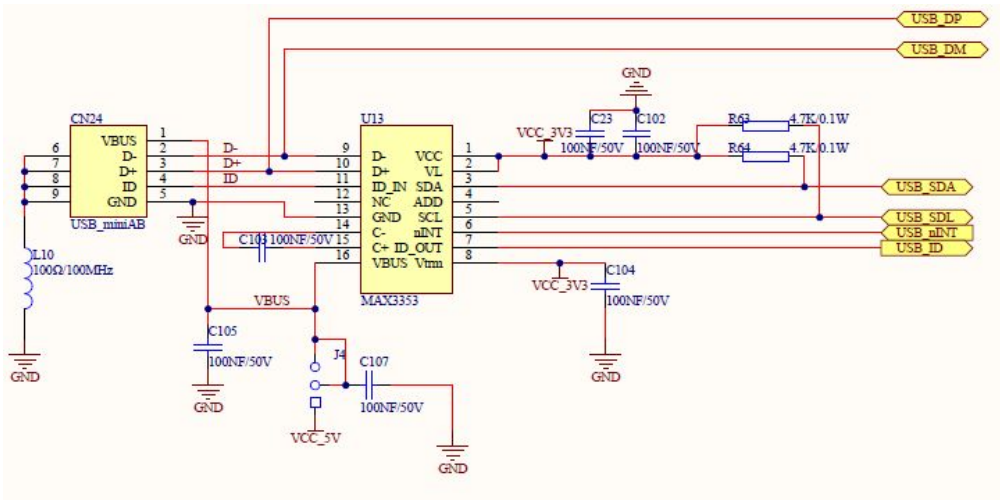 USB_DP
USB_DM
GND
CN24
U13
VCC_3V3
C23
C102
R63
4.7K/0.1W
100NF/50V
100NF/50V
R64
4.7K/0.1W
VBUS
1
6
D-
2
D-
9
D-
VCC
1
7
D+
3
D+
10
D+
VL
2
8
ID
4
ID
11
ID_IN
SDA
3
USB_SDA
9
GND
5
12
NC
ADD
4
USB_miniAB
GND
13
GND
SCL
5
USB_SDL
14
C-
nINT
6
USB_nINT
C103
100NF/50V
15
C+
ID_OUT
7
USB_ID
16
VBUS
Vtrm
8
L10
100Ω/100MHz
VCC_3V3
C104
100NF/50V
MAX3353
VBUS
C105
100NF/50V
J4
C107
100NF/50V
GND
GND
GND
VCC_5V
GND